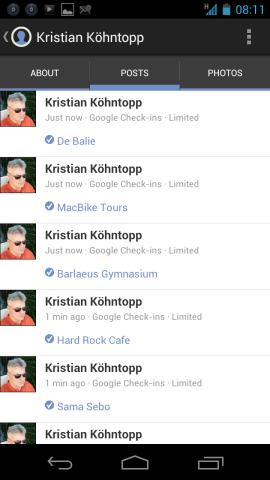 08:11
Kristian Köhntopp
ABOUT POSTS PHOTOS
Kristian Köhntopp
Just now · Google Check-ins · Limited
De Balie
Kristian Köhntopp
Just now · Google Check-ins · Limited
MacBike Tours
Kristian Köhntopp
Just now · Google Check-ins · Limited
Barlaeus Gymnasium
Kristian Köhntopp
1 min ago · Google Check-ins · Limited
Hard Rock Cafe
Kristian Köhntopp
1 min ago · Google Check-ins · Limited
Sama Sebo
Kristian Köhntopp